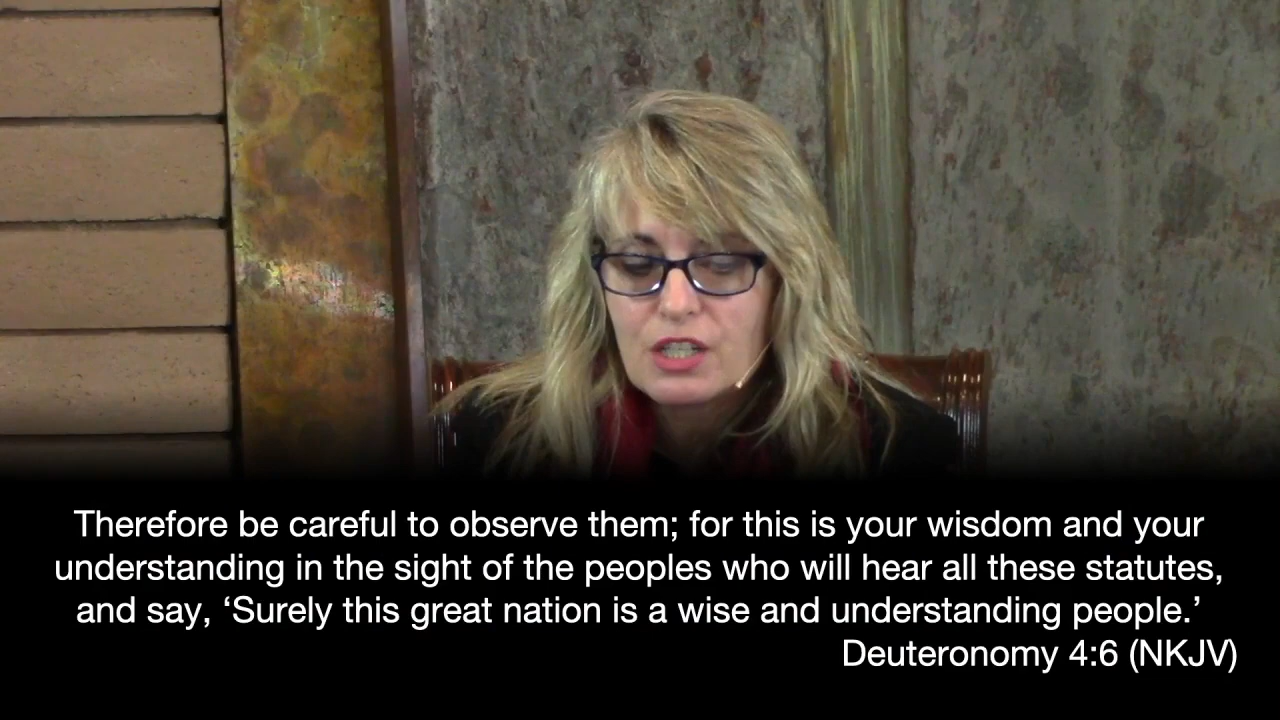 Therefore be careful to observe them; for this is your wisdom and your
understanding in the sight of the peoples who will hear all these statutes,
and say, ‘Surely this great nation is a wise and understanding people.’
Deuteronomy 4:6 (NKJV)